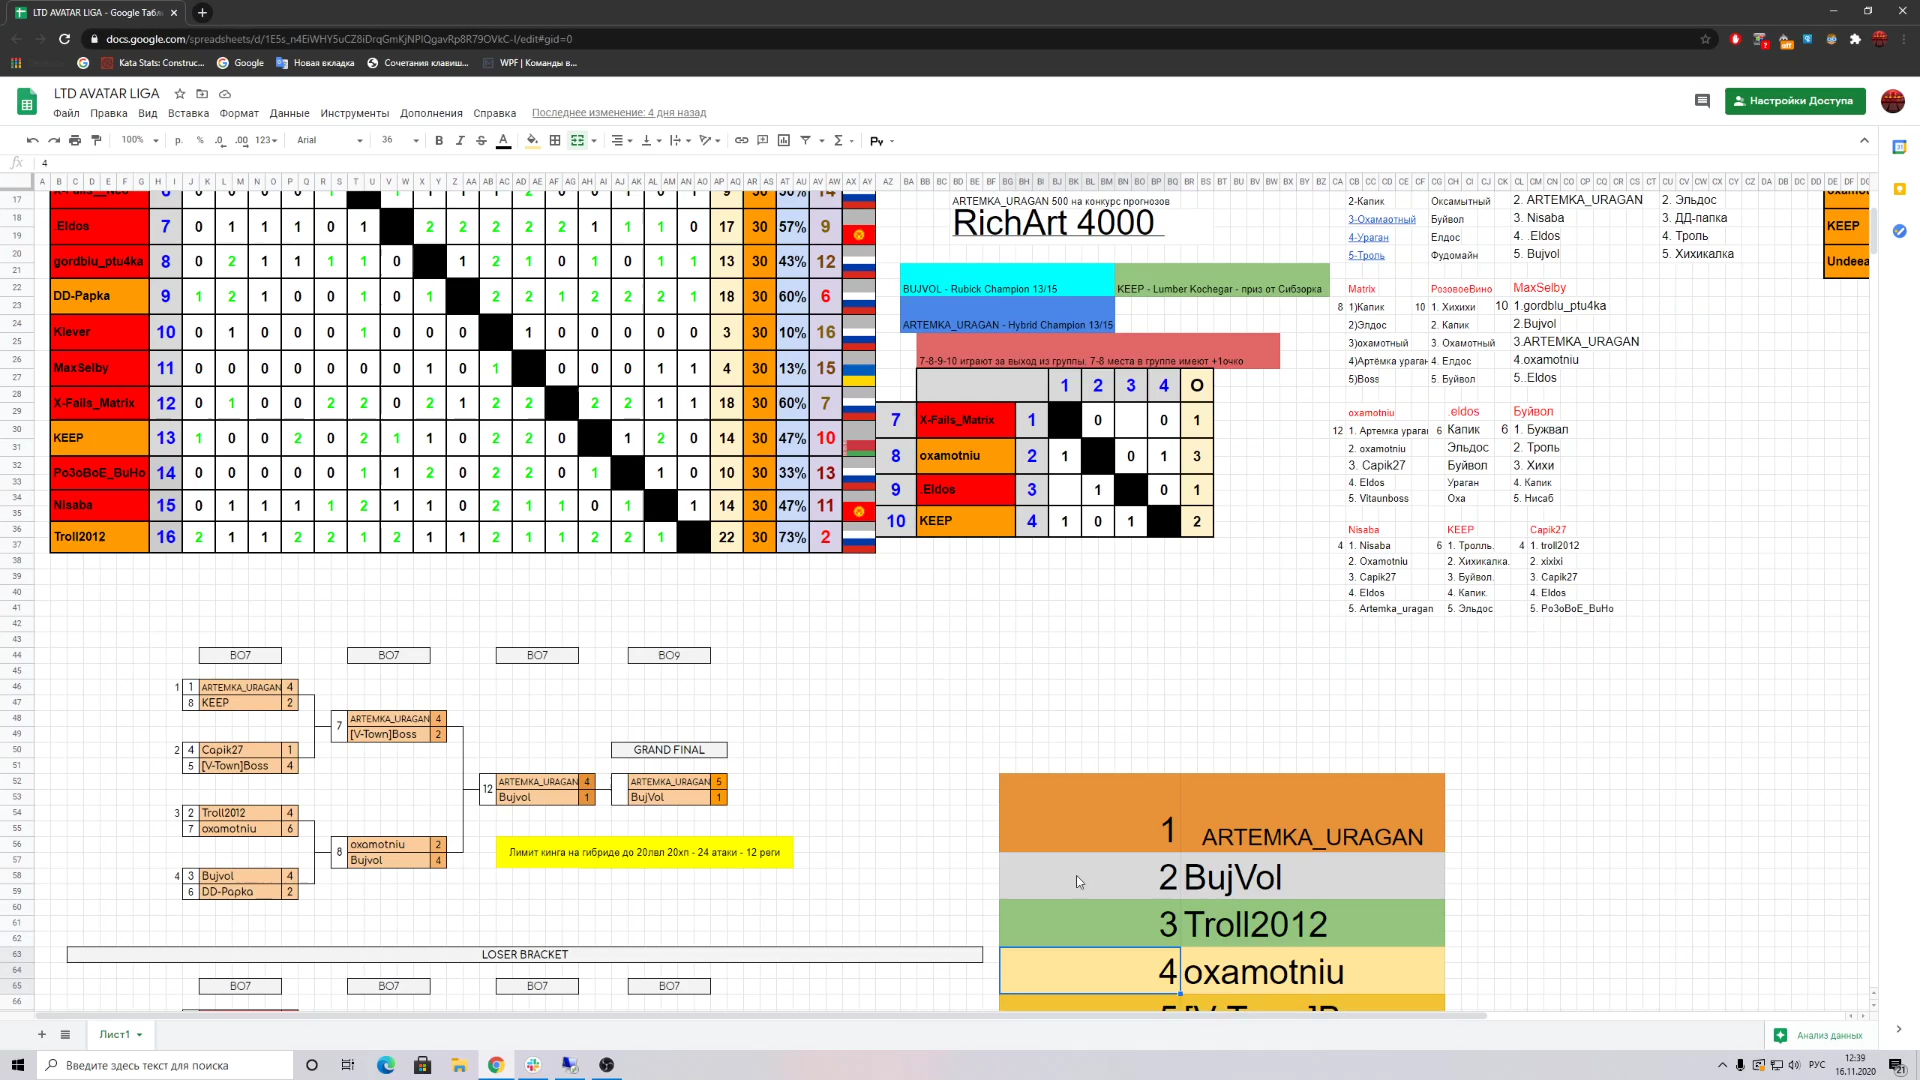 LTD AVATAR LIGA - Google Табл
docs.google.com/spreadsheets/d/1E5s_n4EiWHY5uCZ8iDrqGmKjNPIQgavRp8R79OVkC-I/edit#gid=0
Kata Stats: Construc...
Google
Новая вкладка
Сочетания клавиш...
WPF | Команды в...
LTD AVATAR LIGA
Файл Правка Вид Вставка Формат Данные Инструменты Дополнения Справка
Последнее изменение: 4 дня назад
Настройки Доступа
100% р. % .0 .00 123 Arial 36
4
.Eldos 7 0 1 1 1 0 1 2 2 2 2 2 1 1 1 0 17 30 57% 9
gordblu_ptu4ka 8 0 2 1 1 1 1 0 1 2 1 0 1 0 1 1 13 30 43% 12
DD-Papka 9 1 2 1 0 0 1 0 1 2 2 1 2 2 2 1 18 30 60% 6
Klever 10 0 1 0 0 0 1 0 0 0 1 0 0 0 0 0 3 30 10% 16
MaxSelby 11 0 0 0 0 0 0 0 1 0 1 0 0 0 1 1 4 30 13% 15
X-Fails_Matrix 12 0 1 0 0 2 2 0 2 1 2 2 2 2 1 1 18 30 60% 7
KEEP 13 1 0 0 2 0 2 1 1 0 2 2 0 1 2 0 14 30 47% 10
Po3oBoE_BuHo 14 0 0 0 0 0 1 1 2 0 2 2 0 1 1 0 10 30 33% 13
Nisaba 15 0 1 1 1 1 2 1 1 0 2 1 1 0 1 1 14 30 47% 11
Troll2012 16 2 1 1 2 2 1 2 1 1 2 1 1 2 2 1 22 30 73% 2
ARTEMKA_URAGAN 500 на конкурс прогнозов
RichArt 4000
BUJVOL - Rubick Champion 13/15
KEEP - Lumber Kochegar - приз от Сибзорка
ARTEMKA_URAGAN - Hybrid Champion 13/15
7-8-9-10 играют за выход из группы. 7-8 места в группе имеют +1очко
1 2 3 4 О
7 X-Fails_Matrix 1 0 0 1
8 oxamotniu 2 1 0 1 3
9 .Eldos 3 1 0 1
10 KEEP 4 1 0 1 2
2-Капик Оксамытный 2. ARTEMKA_URAGAN 2. Эльдос
3-Охамаотный Буйвол 3. Nisaba 3. ДД-папка
4-Ураган Елдос 4. .Eldos 4. Троль
5-Троль Фудомайн 5. Bujvol 5. Хихикалка
KEEP
Undeea
Matrix РозовоеВино MaxSelby
8 1)Капик 10 1. Хихихи 10 1.gordblu_ptu4ka
2)Элдос 2. Капик 2.Bujvol
3)охамотный 3. Охамотный 3.ARTEMKA_URAGAN
4)Артёмка ураган 4. Елдос 4.oxamotniu
5)Boss 5. Буйвол 5..Eldos
oxamotniu .eldos Буйвол
12 1. Артемка ураган 6 Капик 6 1. Бужвал
2. oxamotniu Эльдос 2. Троль
3. Capik27 Буйвол 3. Хихи
4. Eldos Ураган 4. Капик
5. Vitaunboss Оха 5. Нисаб
Nisaba KEEP Capik27
4 1. Nisaba 6 1. Тролль. 4 1. troll2012
2. Oxamotniu 2. Хихикалка. 2. xixixi
3. Capik27 3. Буйвол. 3. Capik27
4. Eldos 4. Капик. 4. Eldos
5. Artemka_uragan 5. Эльдос 5. Po3oBoE_BuHo
BO7 BO7 BO7 BO9
1 1 ARTEMKA_URAGAN 4
8 KEEP 2
7 ARTEMKA_URAGAN 4
[V-Town]Boss 2
2 4 Capik27 1
5 [V-Town]Boss 4
GRAND FINAL
12 ARTEMKA_URAGAN 4
Bujvol 1
ARTEMKA_URAGAN 5
BujVol 1
3 2 Troll2012 4
7 oxamotniu 6
8 oxamotniu 2
Bujvol 4
Лимит кинга на гибриде до 20лвл 20хп - 24 атаки - 12 реги
4 3 Bujvol 4
6 DD-Papka 2
1 ARTEMKA_URAGAN
2 BujVol
3 Troll2012
4 oxamotniu
LOSER BRACKET
BO7 BO7 BO7 BO7
Лист1
Анализ данных
Введите здесь текст для поиска
РУС
12:39
16.11.2020
21